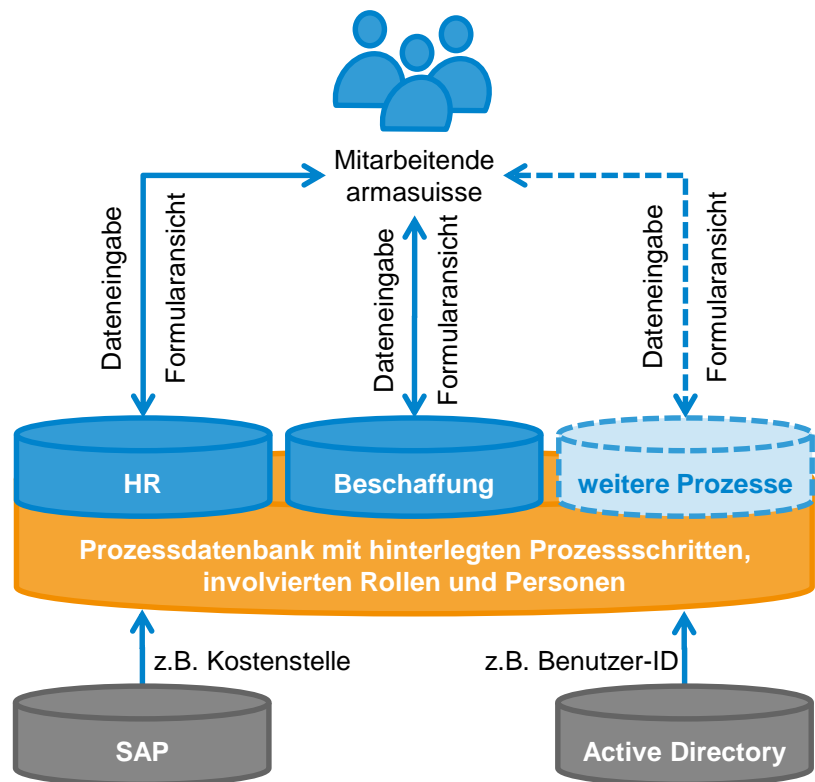 Mitarbeitende
armasuisse
Dateneingabe
Formularansicht
Dateneingabe
Formularansicht
Dateneingabe
Formularansicht
HR
Beschaffung
weitere Prozesse
Prozessdatenbank mit hinterlegten Prozessschritten,
involvierten Rollen und Personen
z.B. Kostenstelle
z.B. Benutzer-ID
SAP
Active Directory